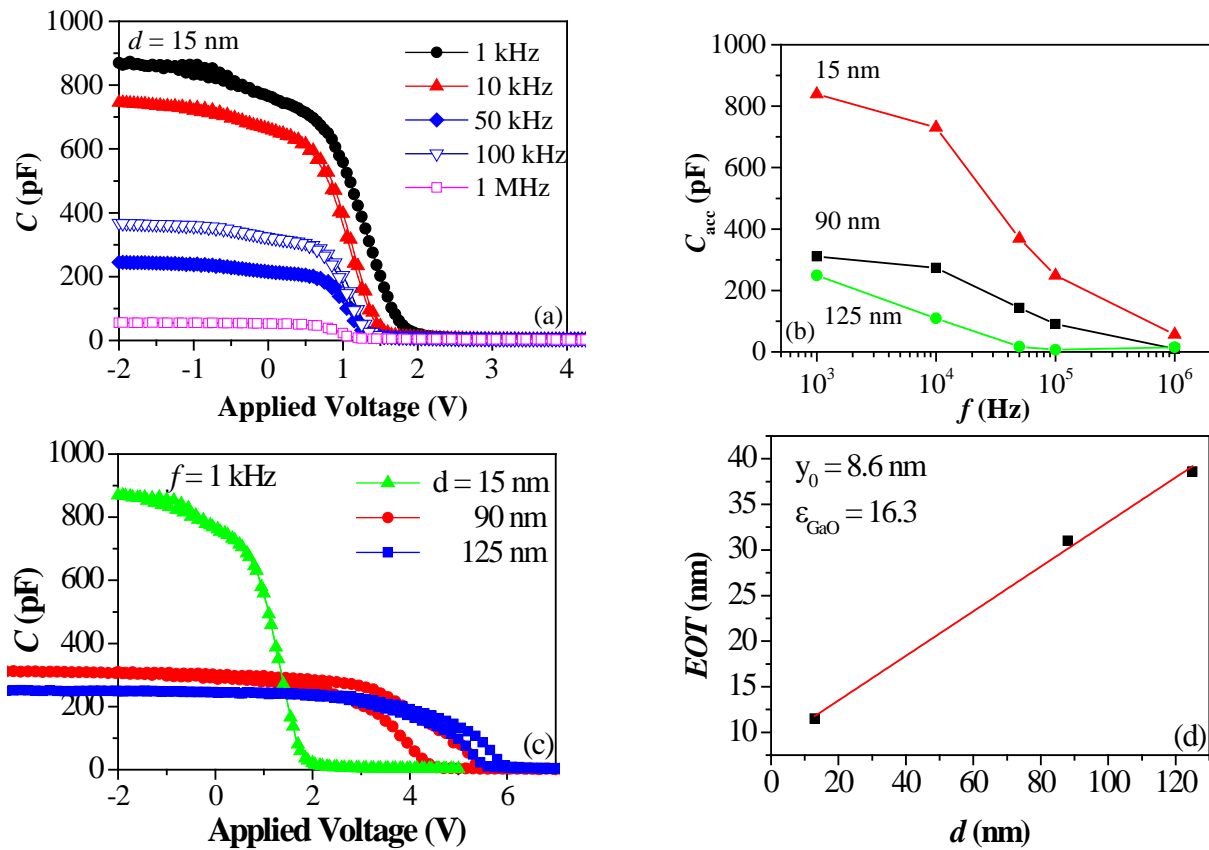 1000
800
600
400
200
0
C (pF)
d = 15 nm
1 kHz
10 kHz
50 kHz
100 kHz
1 MHz
(a)
-2 -1 0 1 2 3 4
Applied Voltage (V)
1000
800
600
400
200
0
C_acc (pF)
15 nm
90 nm
125 nm
(b)
10³ 10⁴ 10⁵ 10⁶
f (Hz)
1000
800
600
400
200
0
C (pF)
f = 1 kHz
d = 15 nm
90 nm
125 nm
(c)
-2 0 2 4 6
Applied Voltage (V)
40
35
30
25
20
15
10
EOT (nm)
y₀ = 8.6 nm
ε_GaO = 16.3
(d)
0 20 40 60 80 100 120
d (nm)